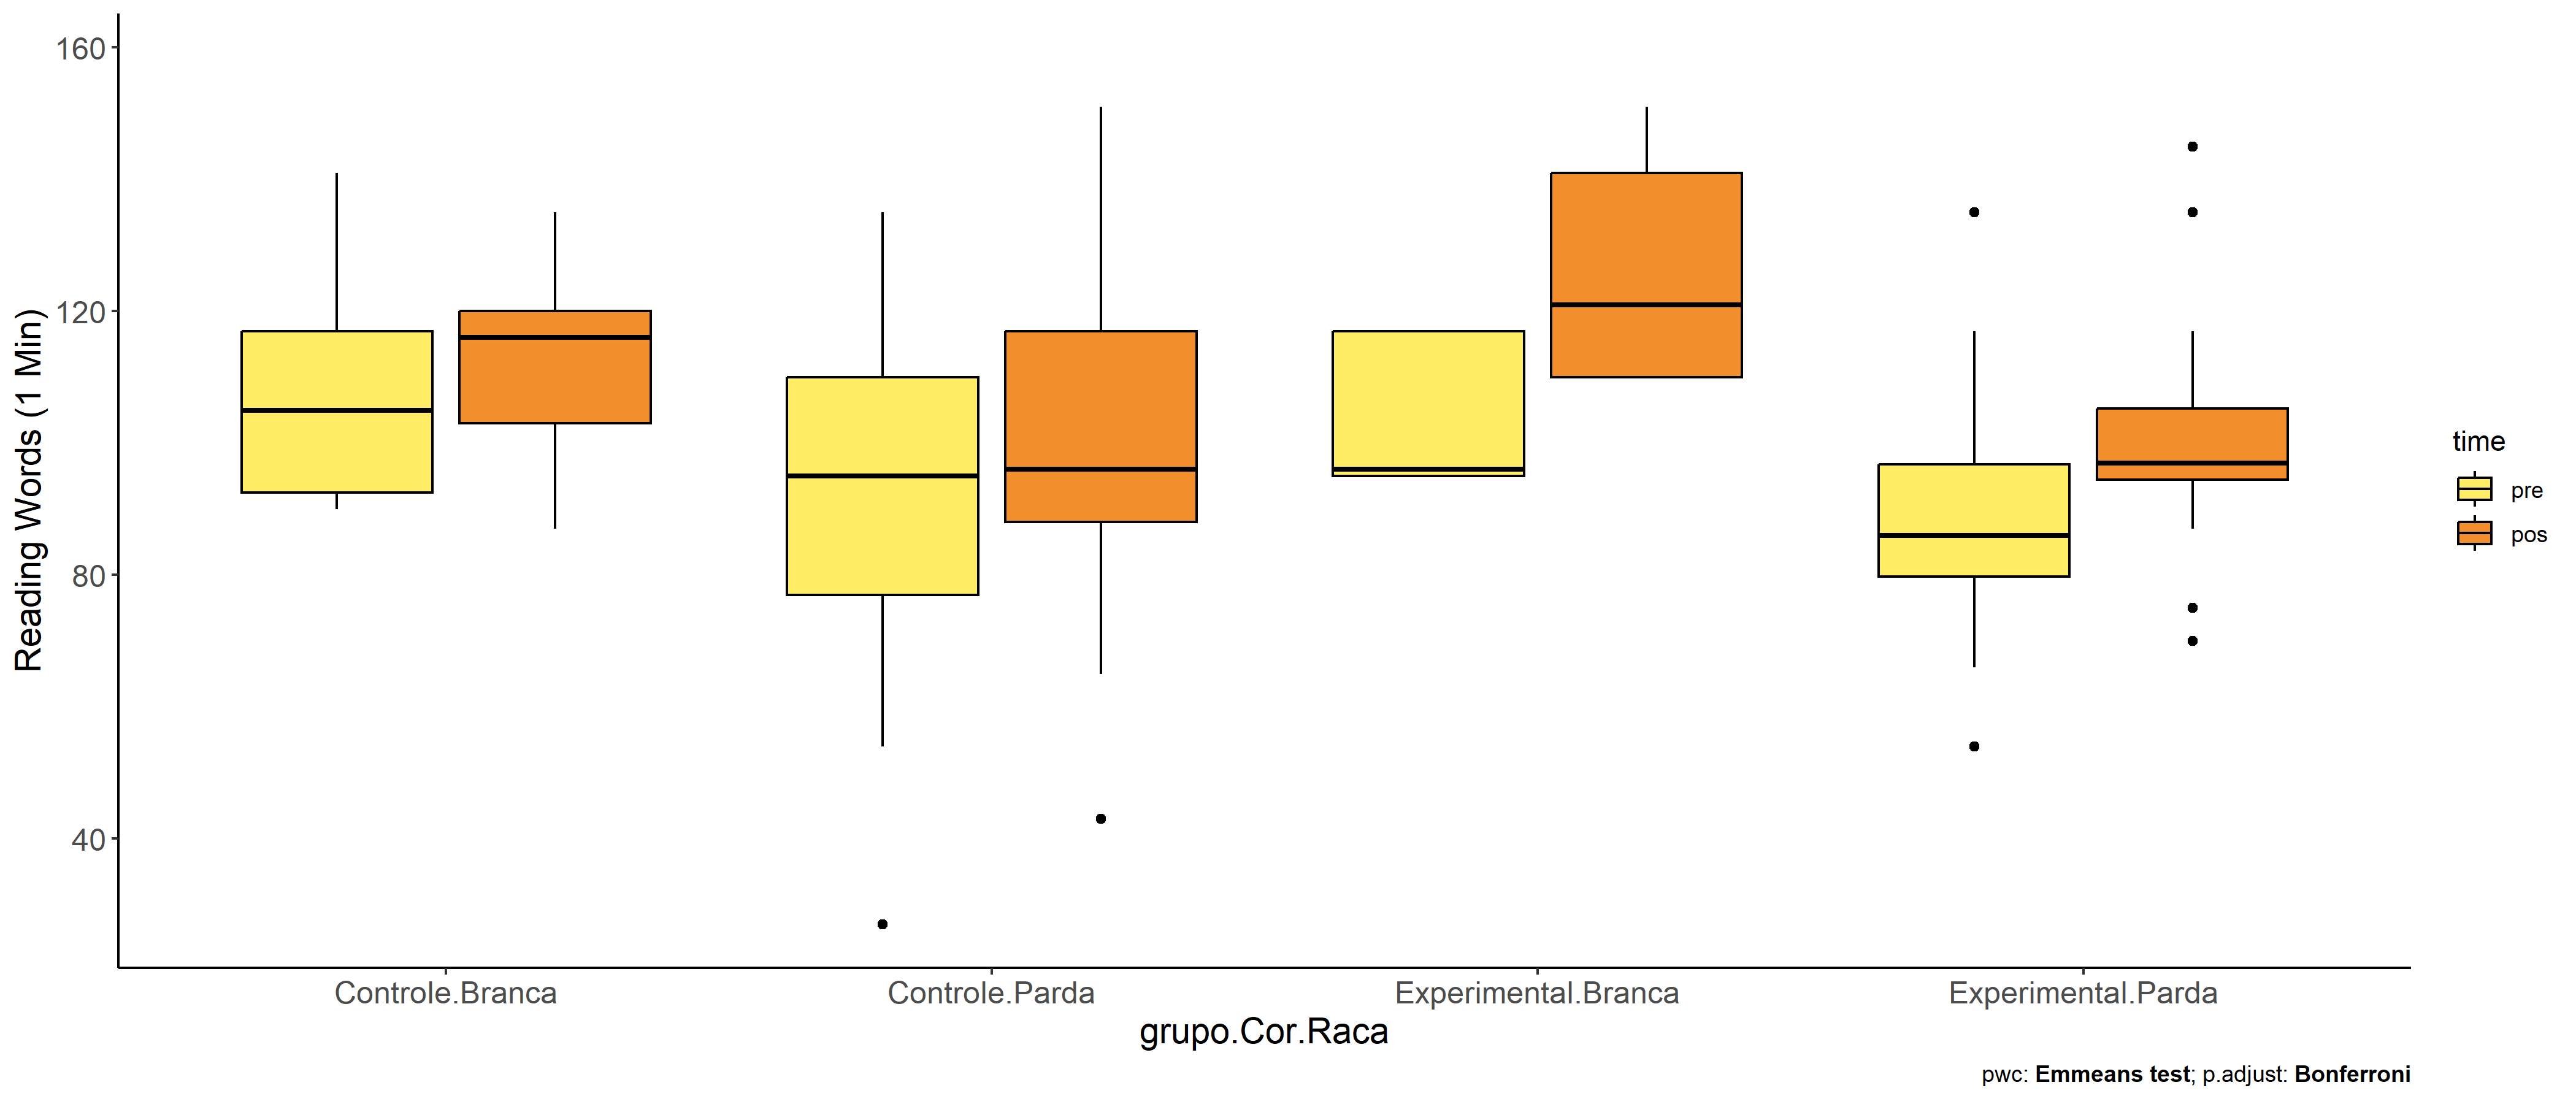 160
120
80
40
Reading Words (1 Min)
Controle.Branca
Controle.Parda
Experimental.Branca
Experimental.Parda
grupo.Cor.Raca
time
pre
pos
pwc: Emmeans test; p.adjust: Bonferroni